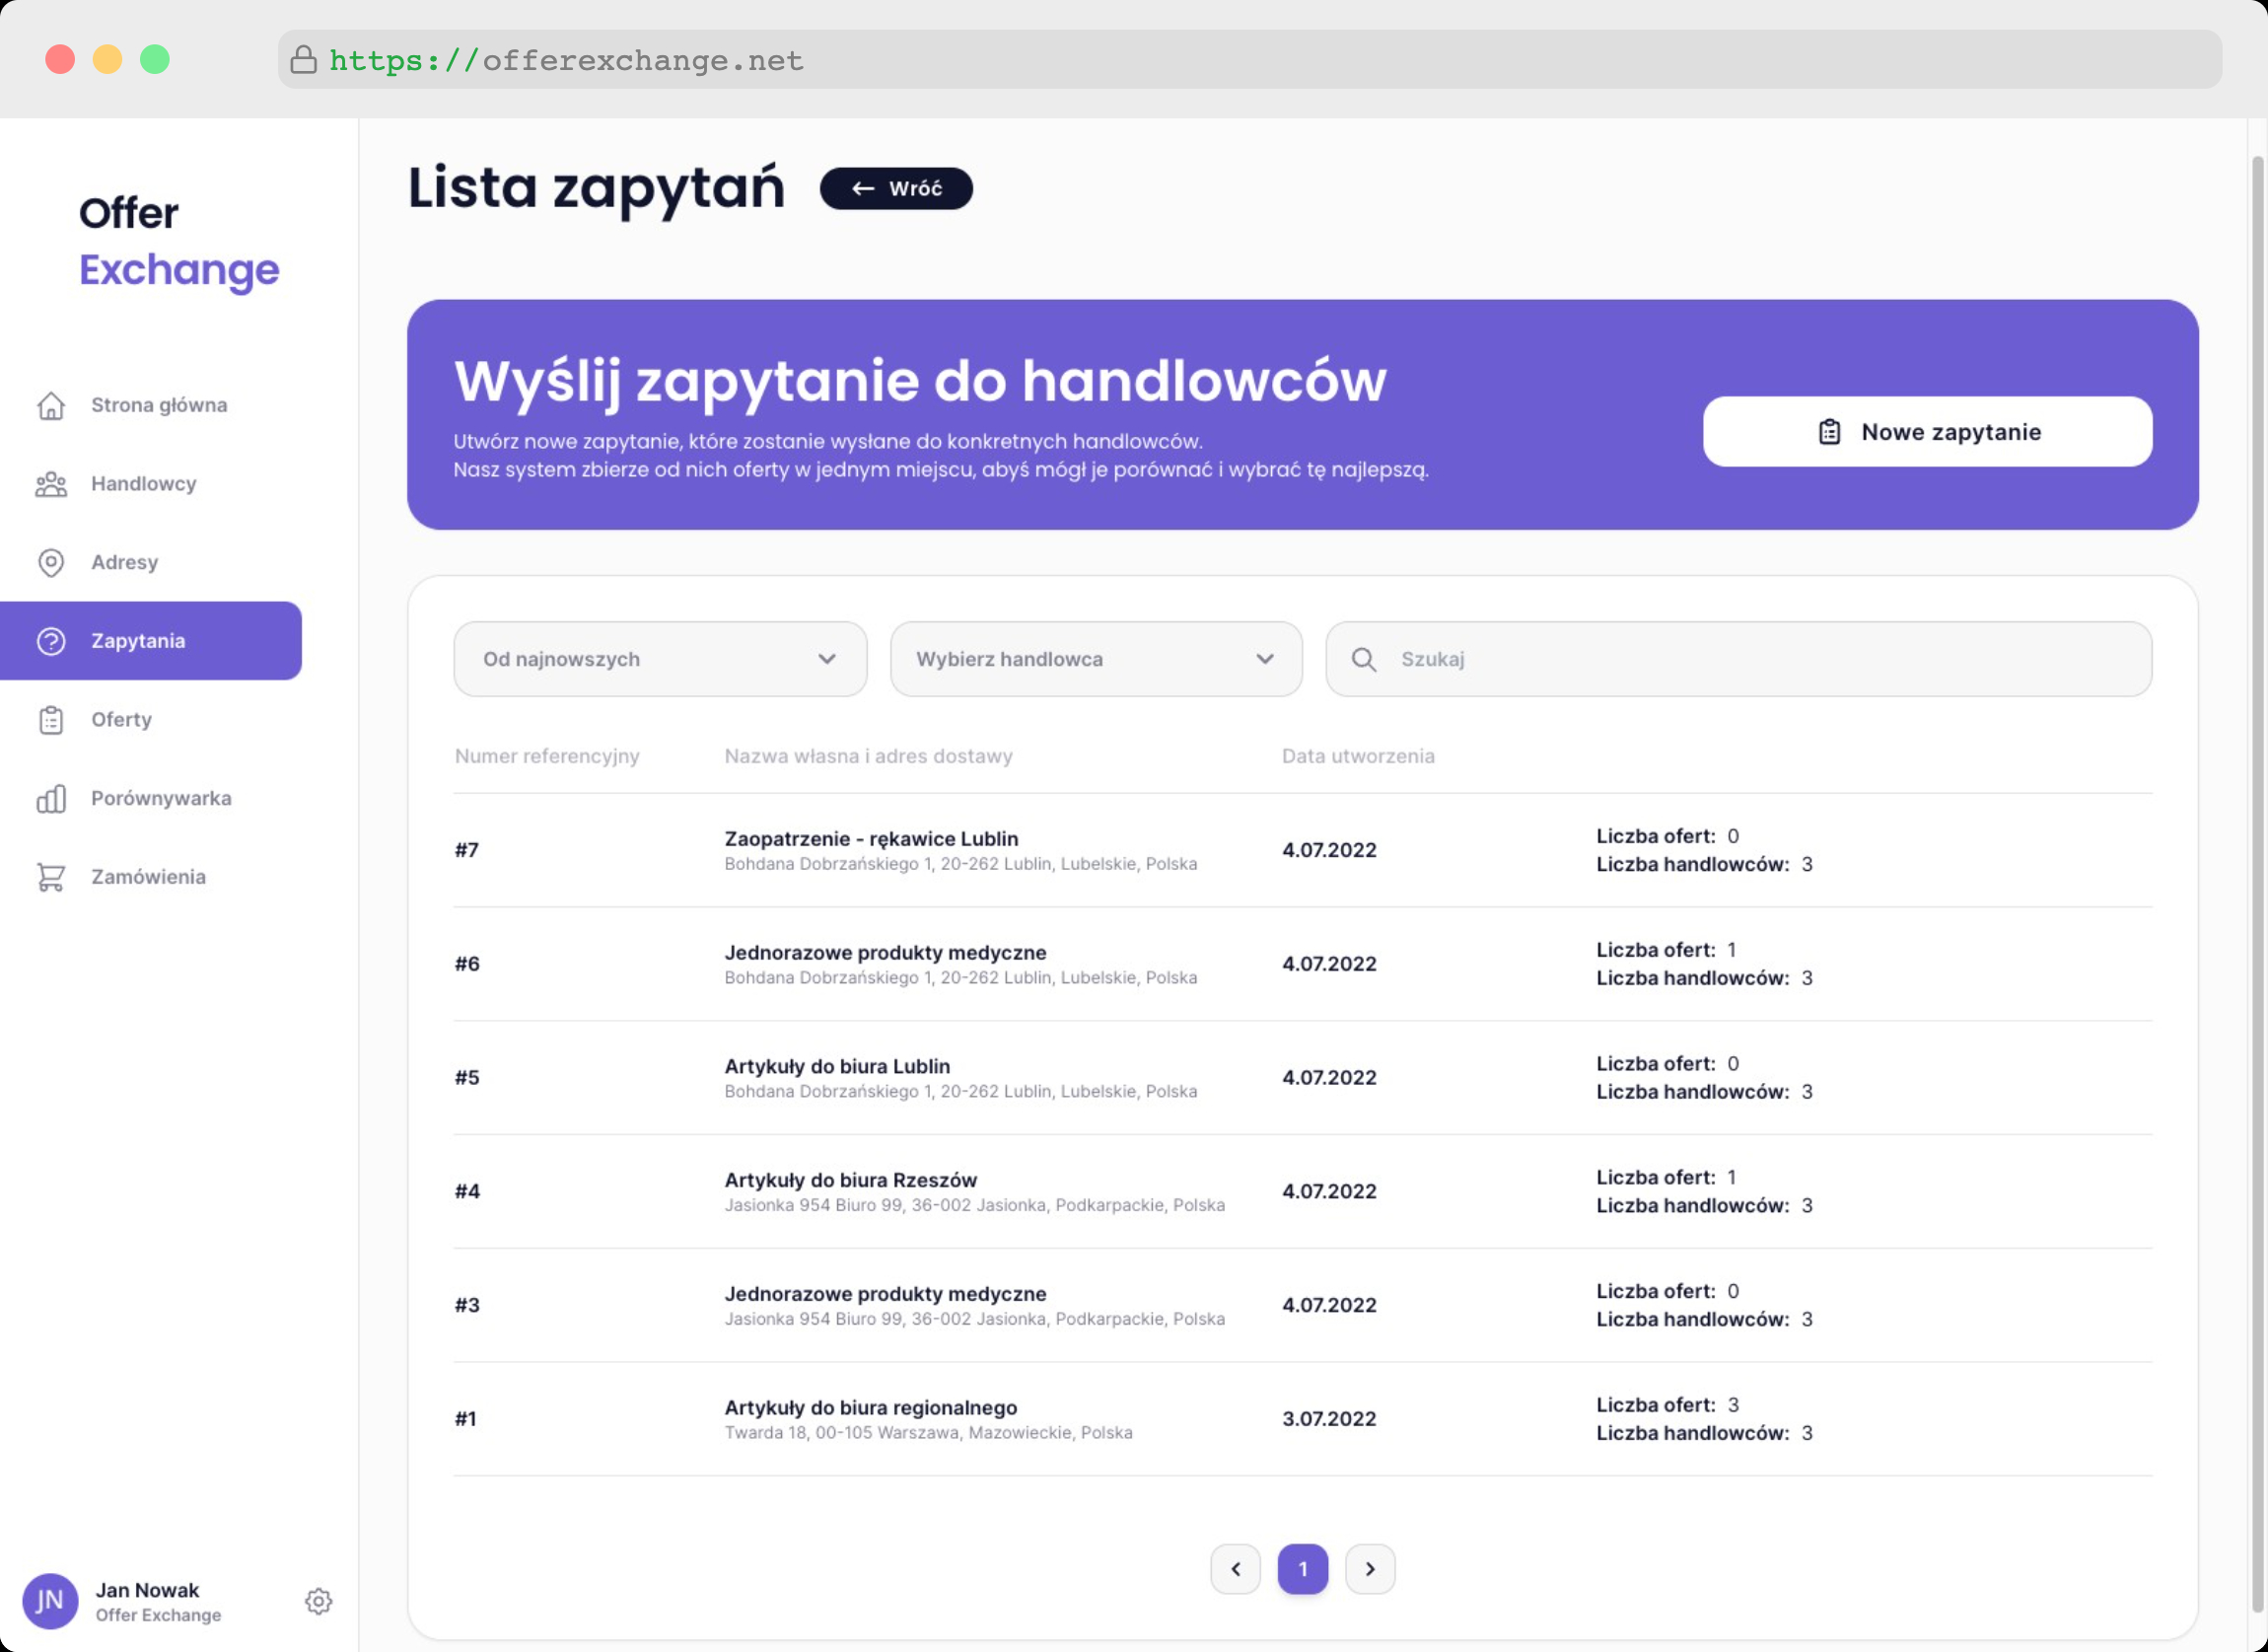 https://offerexchange.net
Offer
Exchange
Strona główna
Handlowcy
Adresy
Zapytania
Oferty
Porównywarka
Zamówienia
JN
Jan Nowak
Offer Exchange
Lista zapytań
← Wróć
Wyślij zapytanie do handlowców
Utwórz nowe zapytanie, które zostanie wysłane do konkretnych handlowców.
Nasz system zbierze od nich oferty w jednym miejscu, abyś mógł je porównać i wybrać tę najlepszą.
Nowe zapytanie
Od najnowszych
Wybierz handlowca
Szukaj
Numer referencyjny
Nazwa własna i adres dostawy
Data utworzenia
#7
Zaopatrzenie - rękawice Lublin
Bohdana Dobrzańskiego 1, 20-262 Lublin, Lubelskie, Polska
4.07.2022
Liczba ofert: 0
Liczba handlowców: 3
#6
Jednorazowe produkty medyczne
Bohdana Dobrzańskiego 1, 20-262 Lublin, Lubelskie, Polska
4.07.2022
Liczba ofert: 1
Liczba handlowców: 3
#5
Artykuły do biura Lublin
Bohdana Dobrzańskiego 1, 20-262 Lublin, Lubelskie, Polska
4.07.2022
Liczba ofert: 0
Liczba handlowców: 3
#4
Artykuły do biura Rzeszów
Jasionka 954 Biuro 99, 36-002 Jasionka, Podkarpackie, Polska
4.07.2022
Liczba ofert: 1
Liczba handlowców: 3
#3
Jednorazowe produkty medyczne
Jasionka 954 Biuro 99, 36-002 Jasionka, Podkarpackie, Polska
4.07.2022
Liczba ofert: 0
Liczba handlowców: 3
#1
Artykuły do biura regionalnego
Twarda 18, 00-105 Warszawa, Mazowieckie, Polska
3.07.2022
Liczba ofert: 3
Liczba handlowców: 3
1